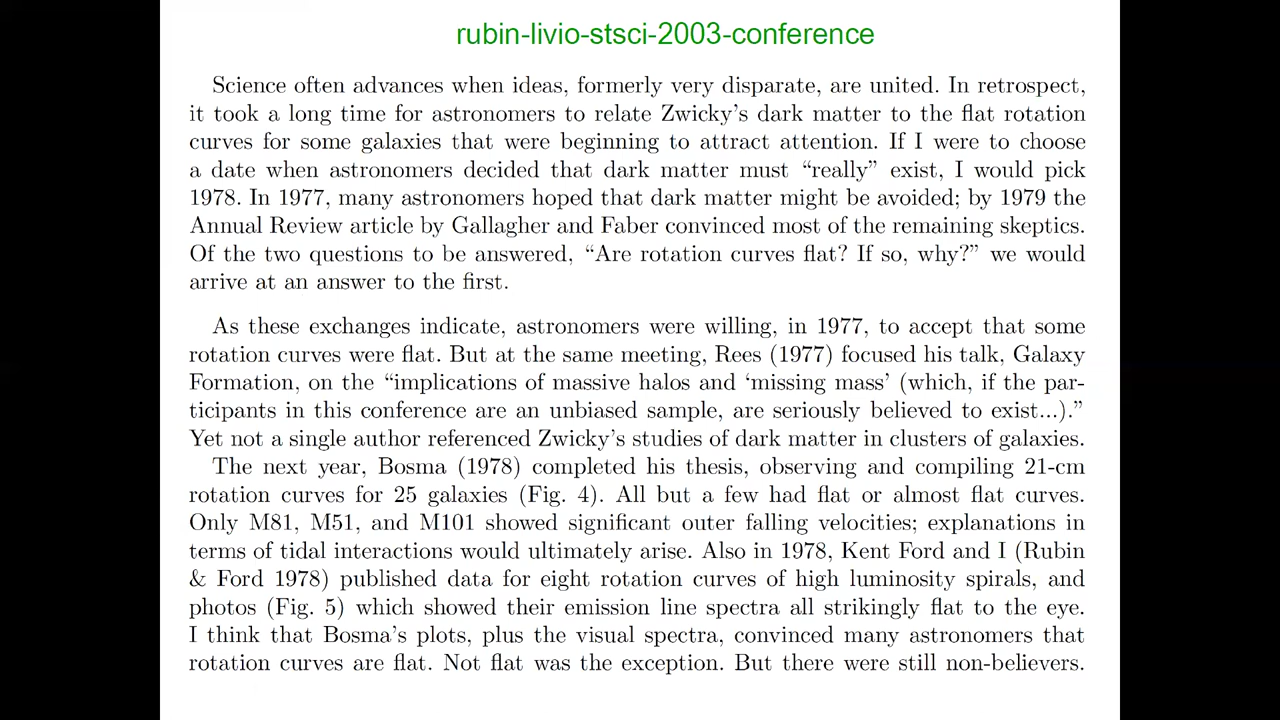 rubin-livio-stsci-2003-conference
Science often advances when ideas, formerly very disparate, are united. In retrospect,
it took a long time for astronomers to relate Zwicky's dark matter to the flat rotation
curves for some galaxies that were beginning to attract attention. If I were to choose
a date when astronomers decided that dark matter must “really” exist, I would pick
1978. In 1977, many astronomers hoped that dark matter might be avoided; by 1979 the
Annual Review article by Gallagher and Faber convinced most of the remaining skeptics.
Of the two questions to be answered, “Are rotation curves flat? If so, why?” we would
arrive at an answer to the first.
As these exchanges indicate, astronomers were willing, in 1977, to accept that some
rotation curves were flat. But at the same meeting, Rees (1977) focused his talk, Galaxy
Formation, on the “implications of massive halos and ‘missing mass’ (which, if the par-
ticipants in this conference are an unbiased sample, are seriously believed to exist...).”
Yet not a single author referenced Zwicky's studies of dark matter in clusters of galaxies.
The next year, Bosma (1978) completed his thesis, observing and compiling 21-cm
rotation curves for 25 galaxies (Fig. 4). All but a few had flat or almost flat curves.
Only M81, M51, and M101 showed significant outer falling velocities; explanations in
terms of tidal interactions would ultimately arise. Also in 1978, Kent Ford and I (Rubin
& Ford 1978) published data for eight rotation curves of high luminosity spirals, and
photos (Fig. 5) which showed their emission line spectra all strikingly flat to the eye.
I think that Bosma's plots, plus the visual spectra, convinced many astronomers that
rotation curves are flat. Not flat was the exception. But there were still non-believers.